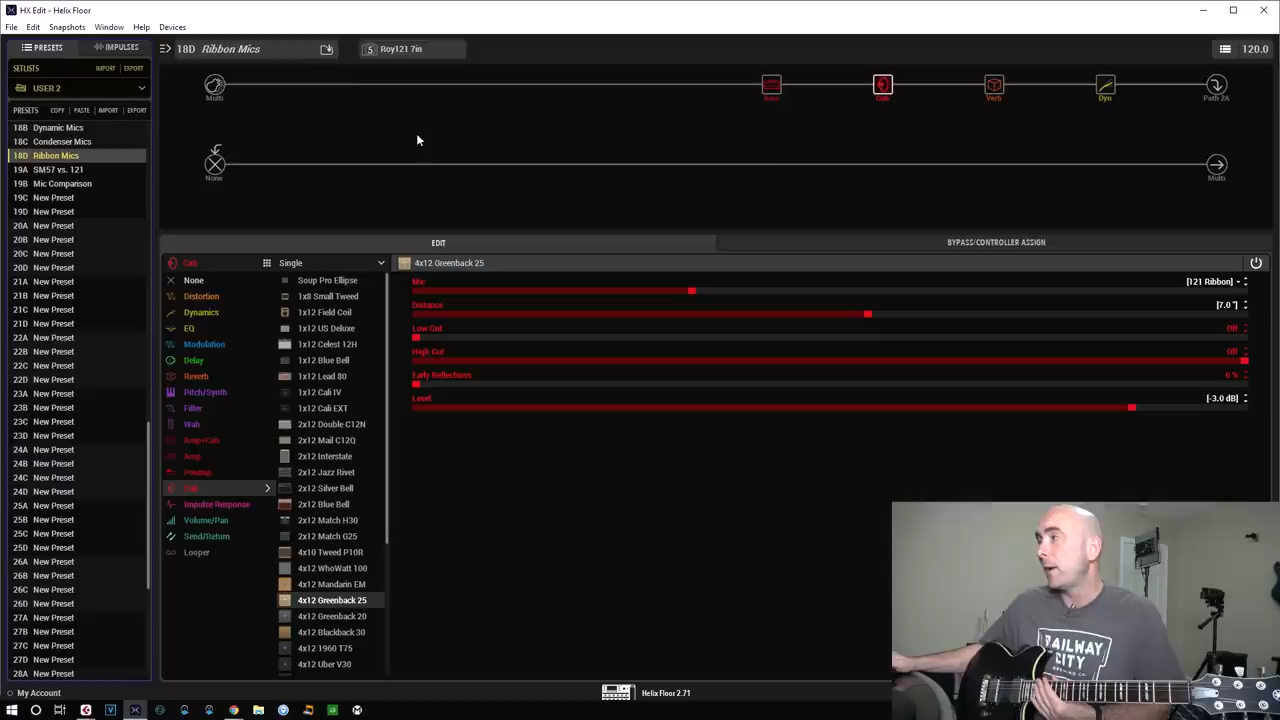 HX Edit - Helix Floor
File Edit Snapshots Window Help Devices
PRESETS IMPULSES
18D Ribbon Mics
5 Roy121 7in
120.0
SETLISTS IMPORT EXPORT
USER 2
PRESETS COPY PASTE IMPORT EXPORT
18B Dynamic Mics
18C Condenser Mics
18D Ribbon Mics
19A SM57 vs. 121
19B Mic Comparison
19C New Preset
19D New Preset
20A New Preset
20B New Preset
20C New Preset
20D New Preset
21A New Preset
21B New Preset
21C New Preset
21D New Preset
22A New Preset
22B New Preset
22C New Preset
22D New Preset
23A New Preset
23B New Preset
23C New Preset
23D New Preset
24A New Preset
24B New Preset
24C New Preset
24D New Preset
25A New Preset
25B New Preset
25C New Preset
25D New Preset
26A New Preset
26B New Preset
26C New Preset
26D New Preset
27A New Preset
27B New Preset
27C New Preset
27D New Preset
28A New Preset
My Account
Multi
Cab
Verb
Dyn
Path 2A
None
Multi
EDIT
BYPASS/CONTROLLER ASSIGN
Cab
Single
None
Distortion
Dynamics
EQ
Modulation
Delay
Reverb
Pitch/Synth
Filter
Wah
Amp+Cab
Amp
Preamp
Cab
Impulse Response
Volume/Pan
Send/Return
Looper
Soup Pro Ellipse
1x8 Small Tweed
1x12 Field Coil
1x12 US Deluxe
1x12 Celest 12H
1x12 Blue Bell
1x12 Lead 80
1x12 Cali IV
1x12 Cali EXT
2x12 Double C12N
2x12 Mail C12Q
2x12 Interstate
2x12 Jazz Rivet
2x12 Silver Bell
2x12 Blue Bell
2x12 Match H30
2x12 Match G25
4x10 Tweed P10R
4x12 WhoWatt 100
4x12 Mandarin EM
4x12 Greenback 25
4x12 Greenback 20
4x12 Blackback 30
4x12 1960 T75
4x12 Uber V30
4x12 Greenback 25
Mic [121 Ribbon]
Distance [7.0 "]
Low Cut Off
High Cut Off
Early Reflections 0 %
Level [-3.0 dB]
Helix Floor 2.71
RAILWAY
CITY